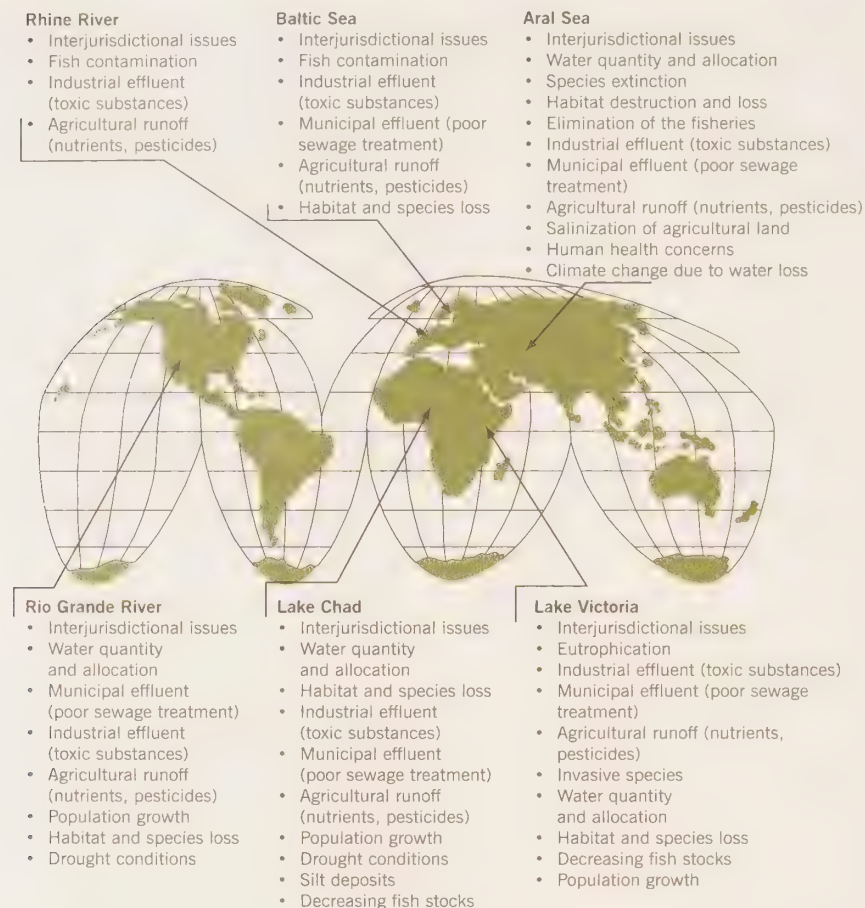 Rhine River
• Interjurisdictional issues
• Fish contamination
• Industrial effluent
(toxic substances)
• Agricultural runoff
(nutrients, pesticides)
Baltic Sea
• Interjurisdictional issues
• Fish contamination
• Industrial effluent
(toxic substances)
• Municipal effluent (poor
sewage treatment)
• Agricultural runoff
(nutrients, pesticides)
• Habitat and species loss
Aral Sea
• Interjurisdictional issues
• Water quantity and allocation
• Species extinction
• Habitat destruction and loss
• Elimination of the fisheries
• Industrial effluent (toxic substances)
• Municipal effluent (poor sewage
treatment)
• Agricultural runoff (nutrients, pesticides)
• Salinization of agricultural land
• Human health concerns
• Climate change due to water loss
Rio Grande River
• Interjurisdictional issues
• Water quantity
and allocation
• Municipal effluent
(poor sewage treatment)
• Industrial effluent
(toxic substances)
• Agricultural runoff
(nutrients, pesticides)
• Population growth
• Habitat and species loss
• Drought conditions
Lake Chad
• Interjurisdictional issues
• Water quantity
and allocation
• Habitat and species loss
• Industrial effluent
(toxic substances)
• Municipal effluent
(poor sewage treatment)
• Agricultural runoff
(nutrients, pesticides)
• Population growth
• Drought conditions
• Silt deposits
• Decreasing fish stocks
Lake Victoria
• Interjurisdictional issues
• Eutrophication
• Industrial effluent (toxic substances)
• Municipal effluent (poor sewage
treatment)
• Agricultural runoff (nutrients,
pesticides)
• Invasive species
• Water quantity
and allocation
• Habitat and species loss
• Decreasing fish stocks
• Population growth